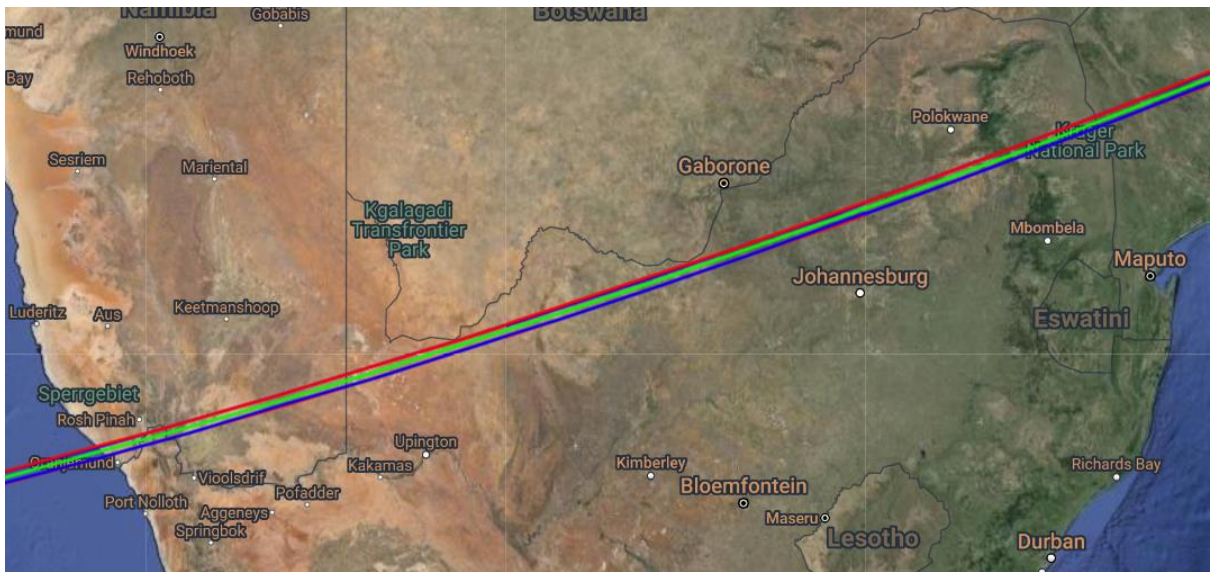 Namibia
Gobabis
Botswana
mund
Windhoek
Bay
Rehoboth
Polokwane
Kruger
National Park
Sesriem
Mariental
Gaborone
Kgalagadi
Transfrontier
Park
Mbombela
Maputo
Johannesburg
Luderitz
Aus
Keetmanshoop
Eswatini
Sperrgebiet
Rosh Pinah
Upington
Oranjemund
Kakamas
Kimberley
Richards Bay
Vioolsdrif
Pofadder
Bloemfontein
Port Nolloth
Aggeneys
Maseru
Springbok
Lesotho
Durban